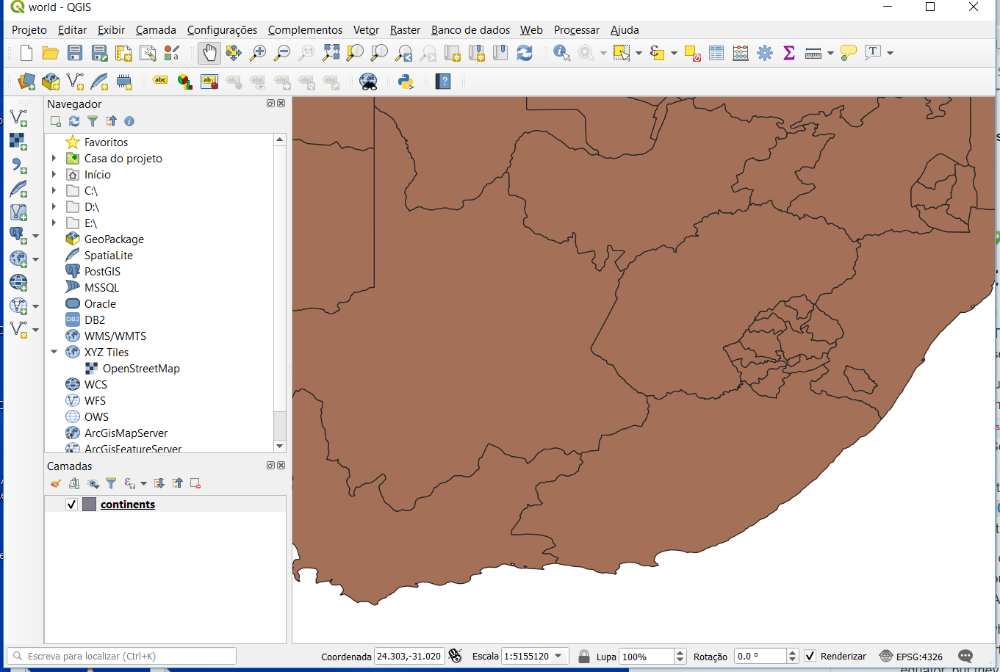 world - QGIS
Projeto Editar Exibir Camada Configurações Complementos Vetor Raster Banco de dados Web Processar Ajuda
Navegador
Favoritos
Casa do projeto
Início
C:\
D:\
E:\
GeoPackage
SpatiaLite
PostGIS
MSSQL
Oracle
DB2
WMS/WMTS
XYZ Tiles
OpenStreetMap
WCS
WFS
OWS
ArcGisMapServer
ArcGisFeatureServer
Camadas
continents
Escreva para localizar (Ctrl+K)
Coordenada 24.303,-31.020 Escala 1:5155120 Lupa 100% Rotação 0.0 ° Renderizar EPSG:4326